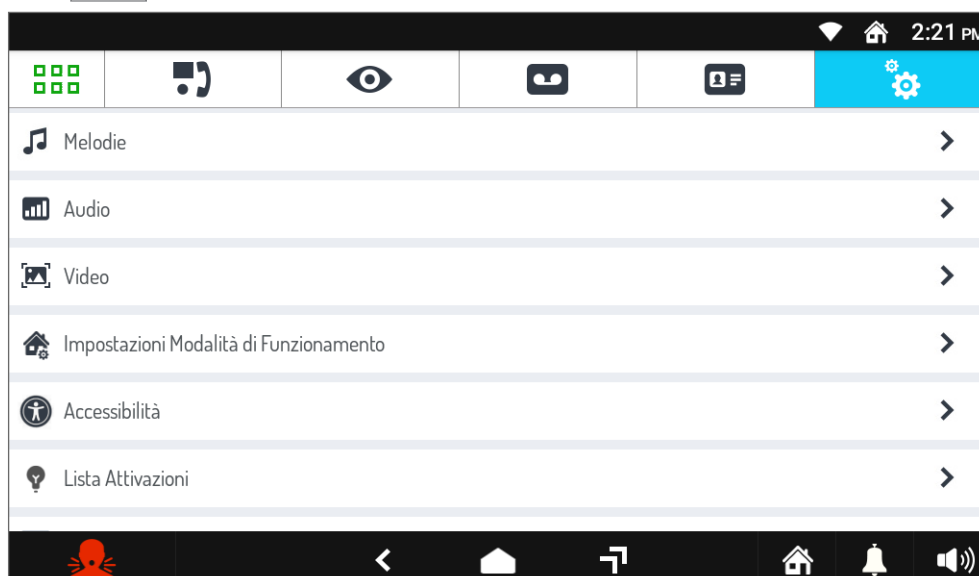 2:21 PM
Melodie
Audio
Video
Impostazioni Modalità di Funzionamento
Accessibilità
Lista Attivazioni